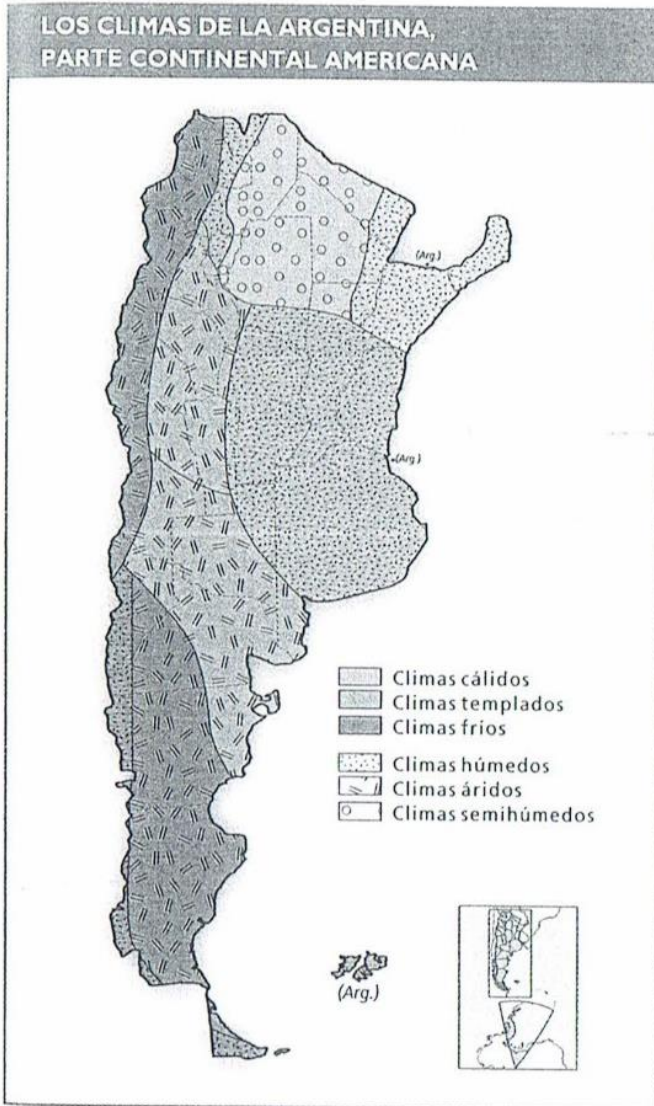 LOS CLIMAS DE LA ARGENTINA,
PARTE CONTINENTAL AMERICANA
(Arg.)
(Arg.)
Climas cálidos
Climas templados
Climas fríos
Climas húmedos
Climas áridos
Climas semihúmedos
(Arg.)